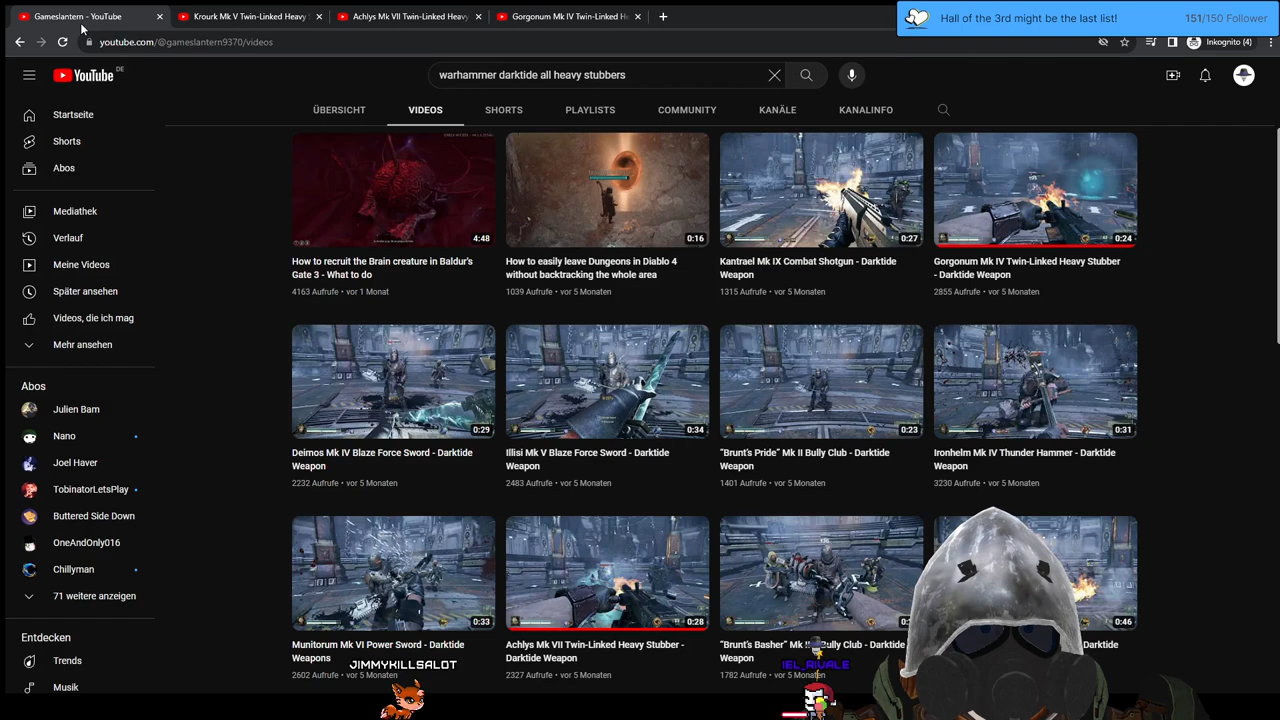 Gameslantern - YouTube
Krourk Mk V Twin-Linked Heavy
Achlys Mk VII Twin-Linked Heavy
Gorgonum Mk IV Twin-Linked H
Hall of the 3rd might be the last list!
151/150 Follower
youtube.com/@gameslantern9370/videos
Inkognito (4)
YouTube
DE
warhammer darktide all heavy stubbers
ÜBERSICHT
VIDEOS
SHORTS
PLAYLISTS
COMMUNITY
KANÄLE
KANALINFO
Startseite
Shorts
Abos
Mediathek
Verlauf
Meine Videos
Später ansehen
Videos, die ich mag
Mehr ansehen
Abos
Julien Bam
Nano
Joel Haver
TobinatorLetsPlay
Buttered Side Down
OneAndOnly016
Chillyman
71 weitere anzeigen
Entdecken
Trends
Musik
4:48
0:16
0:27
0:24
How to recruit the Brain creature in Baldur's
Gate 3 - What to do
4163 Aufrufe • vor 1 Monat
How to easily leave Dungeons in Diablo 4
without backtracking the whole area
1039 Aufrufe • vor 5 Monaten
Kantrael Mk IX Combat Shotgun - Darktide
Weapon
1315 Aufrufe • vor 5 Monaten
Gorgonum Mk IV Twin-Linked Heavy Stubber
- Darktide Weapon
2855 Aufrufe • vor 5 Monaten
0:29
0:34
0:23
0:31
Deimos Mk IV Blaze Force Sword - Darktide
Weapon
2232 Aufrufe • vor 5 Monaten
Illisi Mk V Blaze Force Sword - Darktide
Weapon
2483 Aufrufe • vor 5 Monaten
"Brunt's Pride" Mk II Bully Club - Darktide
Weapon
1401 Aufrufe • vor 5 Monaten
Ironhelm Mk IV Thunder Hammer - Darktide
Weapon
3230 Aufrufe • vor 5 Monaten
0:33
0:28
0:46
Munitorum Mk VI Power Sword - Darktide
Weapons
2602 Aufrufe • vor 5 Monaten
Achlys Mk VII Twin-Linked Heavy Stubber -
Darktide Weapon
2327 Aufrufe • vor 5 Monaten
"Brunt's Basher" Mk Bully Club - Darktide
Weapon
1782 Aufrufe • vor 5 Monaten
Darktide
JIMMYKILLSALOT
IEL_RIVALE